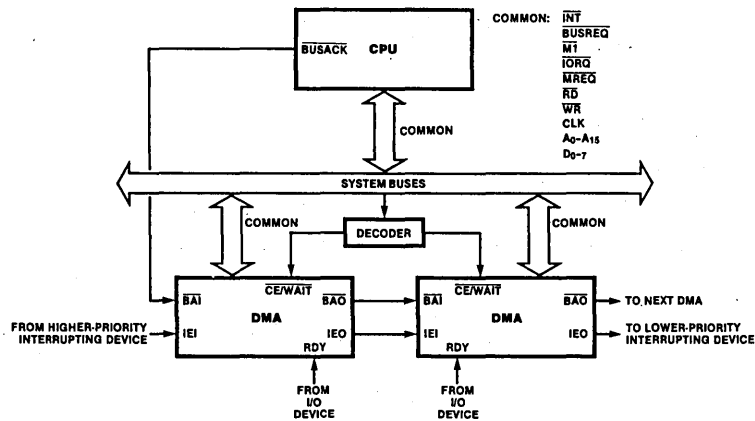 BUSACK CPU
COMMON: INT
BUSREQ
M1
IORQ
MREQ
RD
WR
CLK
A0-A15
D0-7
COMMON
SYSTEM BUSES
COMMON
DECODER
COMMON
BAI CE/WAIT BAO
DMA
IEI IEO
RDY
BAI CE/WAIT BAO
DMA
IEI IEO
RDY
FROM HIGHER-PRIORITY
INTERRUPTING DEVICE
TO NEXT DMA
TO LOWER-PRIORITY
INTERRUPTING DEVICE
FROM
I/O
DEVICE
FROM
I/O
DEVICE